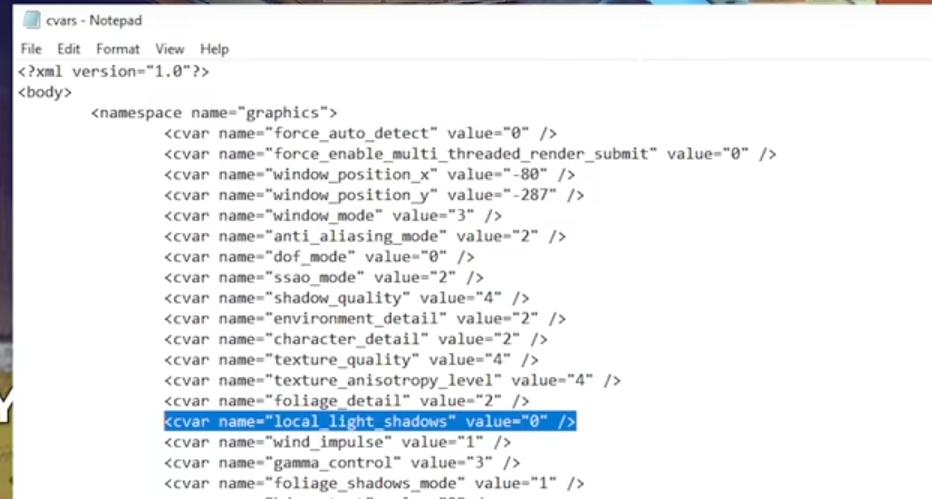 cvars - Notepad
File Edit Format View Help
<?xml version="1.0"?>
<body>
<namespace name="graphics">
<cvar name="force_auto_detect" value="0" />
<cvar name="force_enable_multi_threaded_render_submit" value="0" />
<cvar name="window_position_x" value="-80" />
<cvar name="window_position_y" value="-287" />
<cvar name="window_mode" value="3" />
<cvar name="anti_aliasing_mode" value="2" />
<cvar name="dof_mode" value="0" />
<cvar name="ssao_mode" value="2" />
<cvar name="shadow_quality" value="4" />
<cvar name="environment_detail" value="2" />
<cvar name="character_detail" value="2" />
<cvar name="texture_quality" value="4" />
<cvar name="texture_anisotropy_level" value="4" />
<cvar name="foliage_detail" value="2" />
<cvar name="local_light_shadows" value="0" />
<cvar name="wind_impulse" value="1" />
<cvar name="gamma_control" value="3" />
<cvar name="foliage_shadows_mode" value="1" />